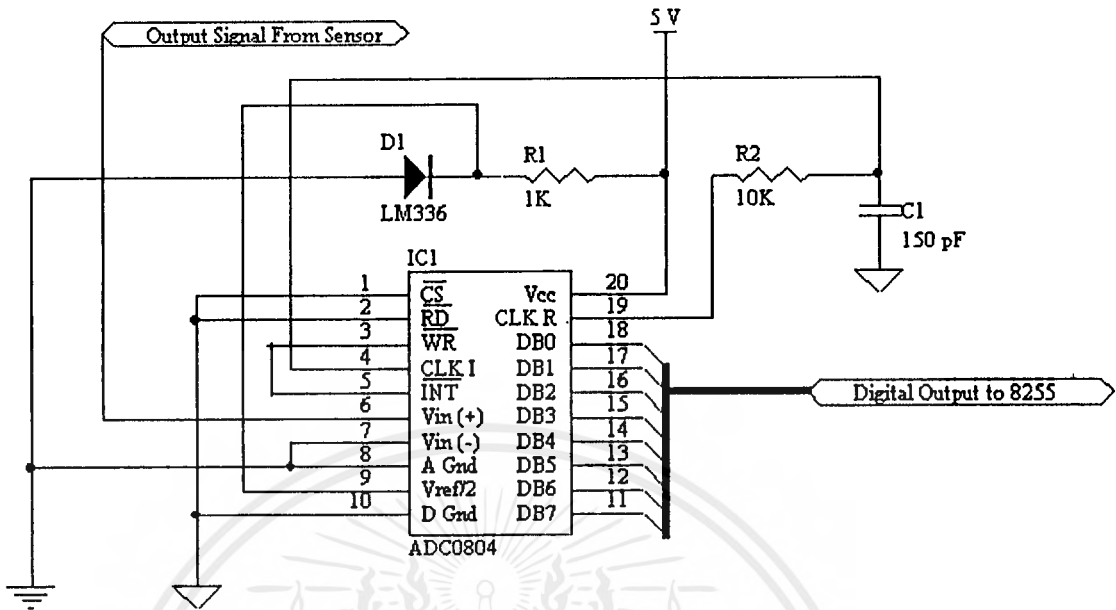 Output Signal From Sensor
5 V
D1
LM336
R1
1K
R2
10K
C1
150 pF
IC1
1 CS
2 RD
3 WR
4 CLK I
5 INT
6 Vin (+)
7 Vin (-)
8 A Gnd
9 Vref/2
10 D Gnd
Vcc 20
CLK R 19
DB0 18
DB1 17
DB2 16
DB3 15
DB4 14
DB5 13
DB6 12
DB7 11
ADC0804
Digital Output to 8255